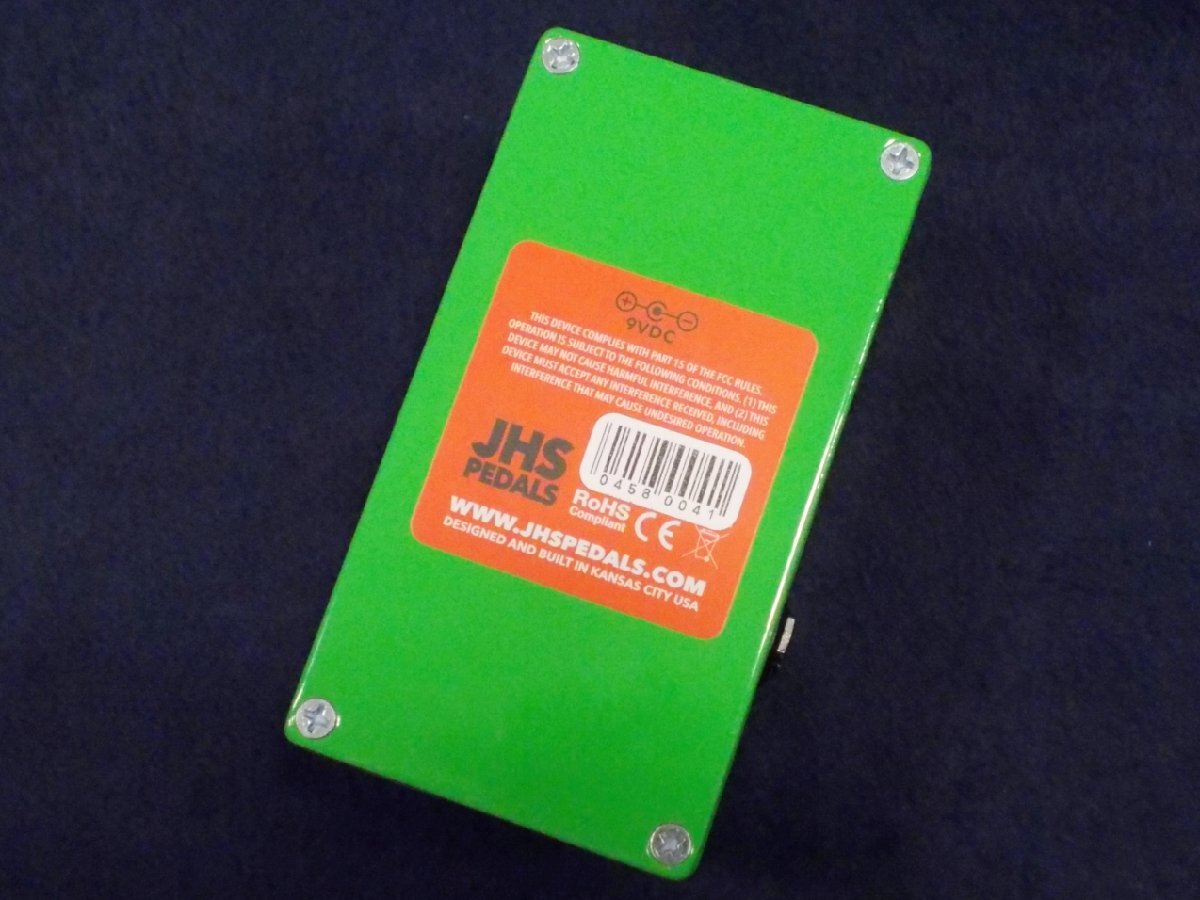 9VDC
THIS DEVICE COMPLIES WITH PART 15 OF THE FCC RULES.
OPERATION IS SUBJECT TO THE FOLLOWING CONDITIONS. (1) THIS
DEVICE MAY NOT CAUSE HARMFUL INTERFERENCE, AND (2) THIS
DEVICE MUST ACCEPT ANY INTERFERENCE RECEIVED, INCLUDING
INTERFERENCE THAT MAY CAUSE UNDESIRED OPERATION.
JHS
PEDALS
0458 0041
RoHS
Compliant
CE
WWW.JHSPEDALS.COM
DESIGNED AND BUILT IN KANSAS CITY USA